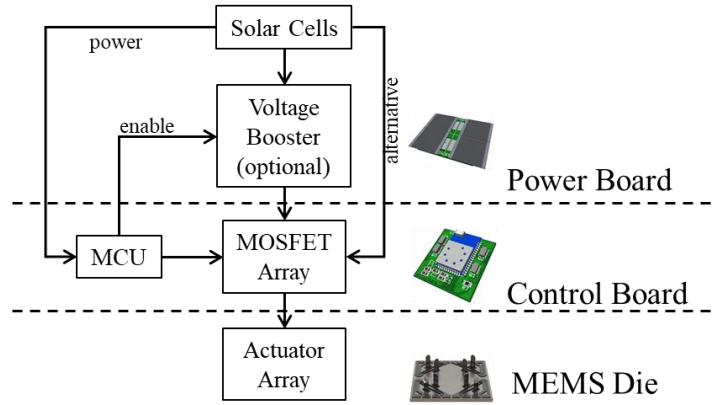 Solar Cells
power
Voltage
Booster
(optional)
enable
alternative
Power Board
MCU
MOSFET
Array
Control Board
Actuator
Array
MEMS Die